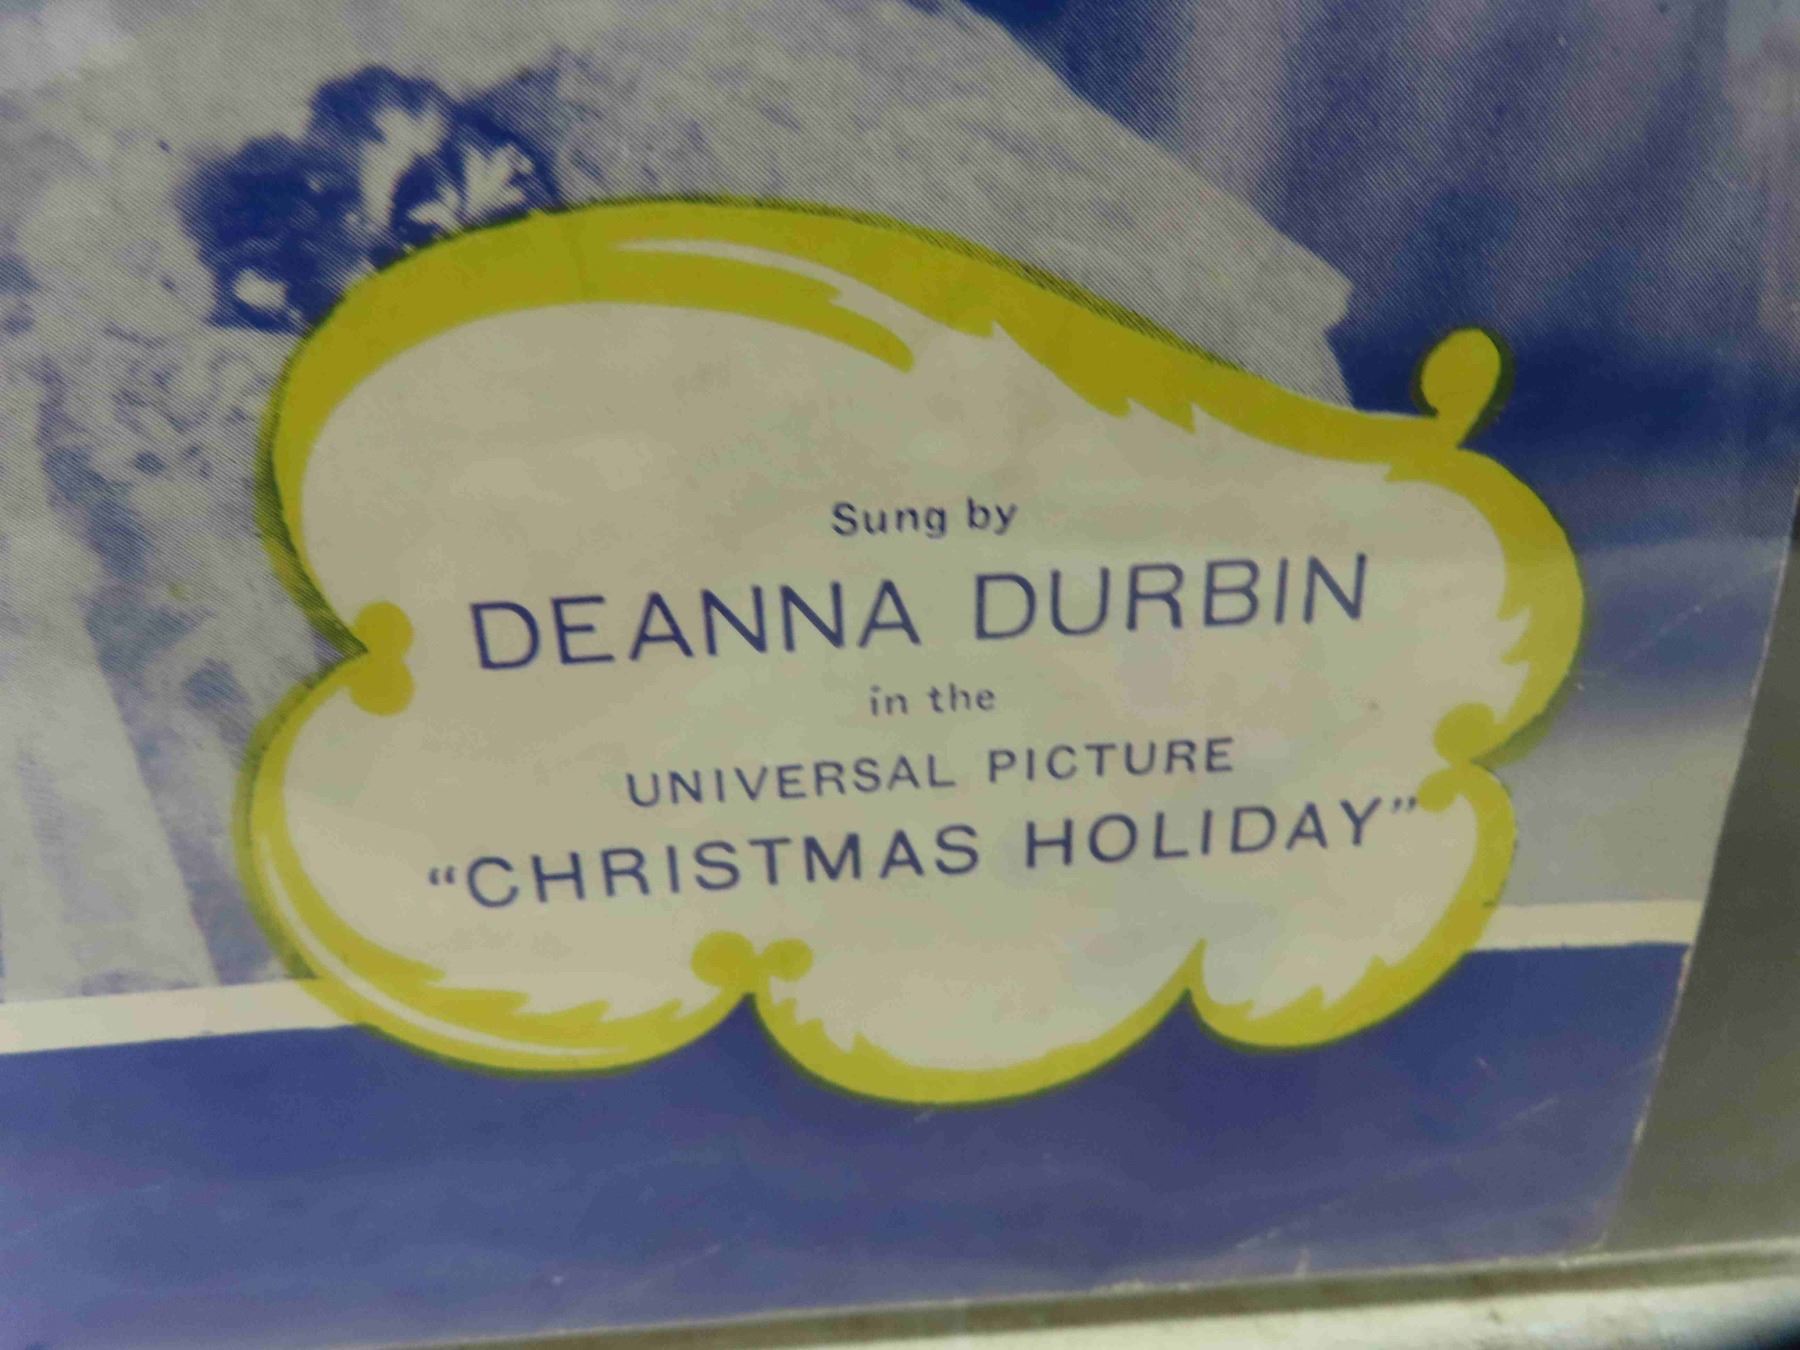 Sung by
DEANNA DURBIN
in the
UNIVERSAL PICTURE
“CHRISTMAS HOLIDAY”